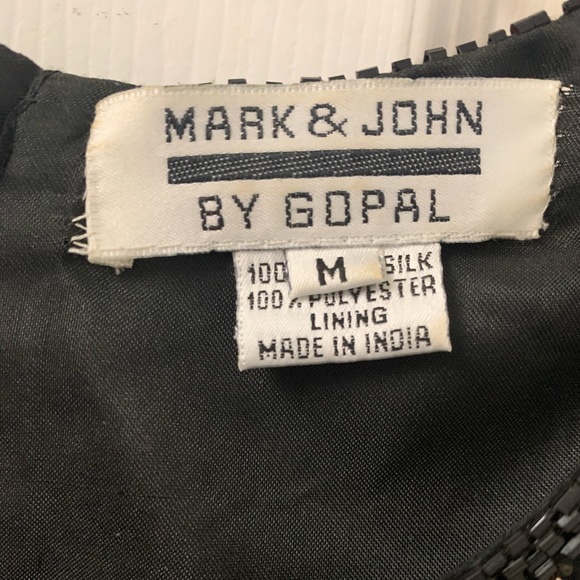 MARK & JOHN
BY GOPAL
M
100 SILK
100% POLYESTER
LINING
MADE IN INDIA